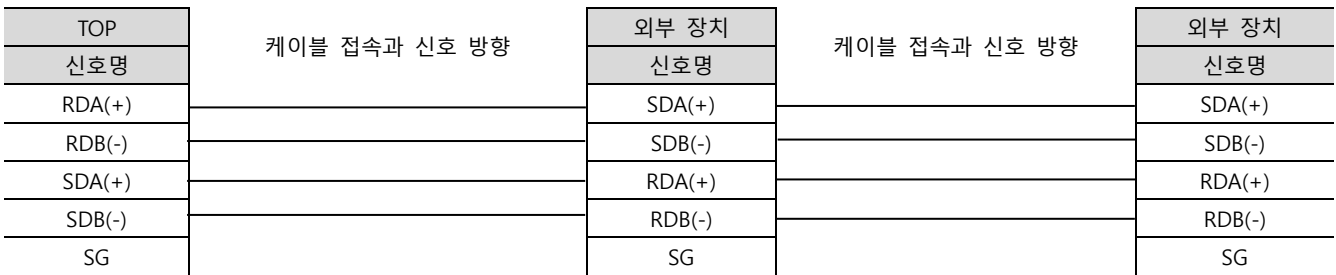 TOP 케이블 접속과 신호 방향 외부 장치 케이블 접속과 신호 방향 외부 장치
신호명 신호명 신호명
RDA(+) SDA(+) SDA(+)
RDB(-) SDB(-) SDB(-)
SDA(+) RDA(+) RDA(+)
SDB(-) RDB(-) RDB(-)
SG SG SG